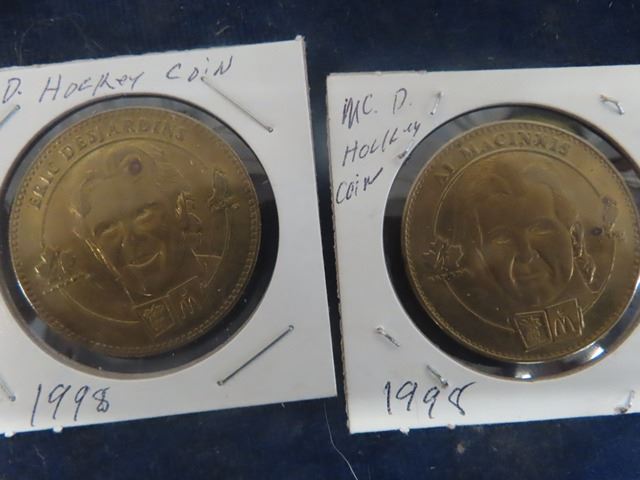 D. Hockey Coin
ERIC DESJARDINS
1998
MC. D.
Hockey
Coin
Al MACINNIS
1998